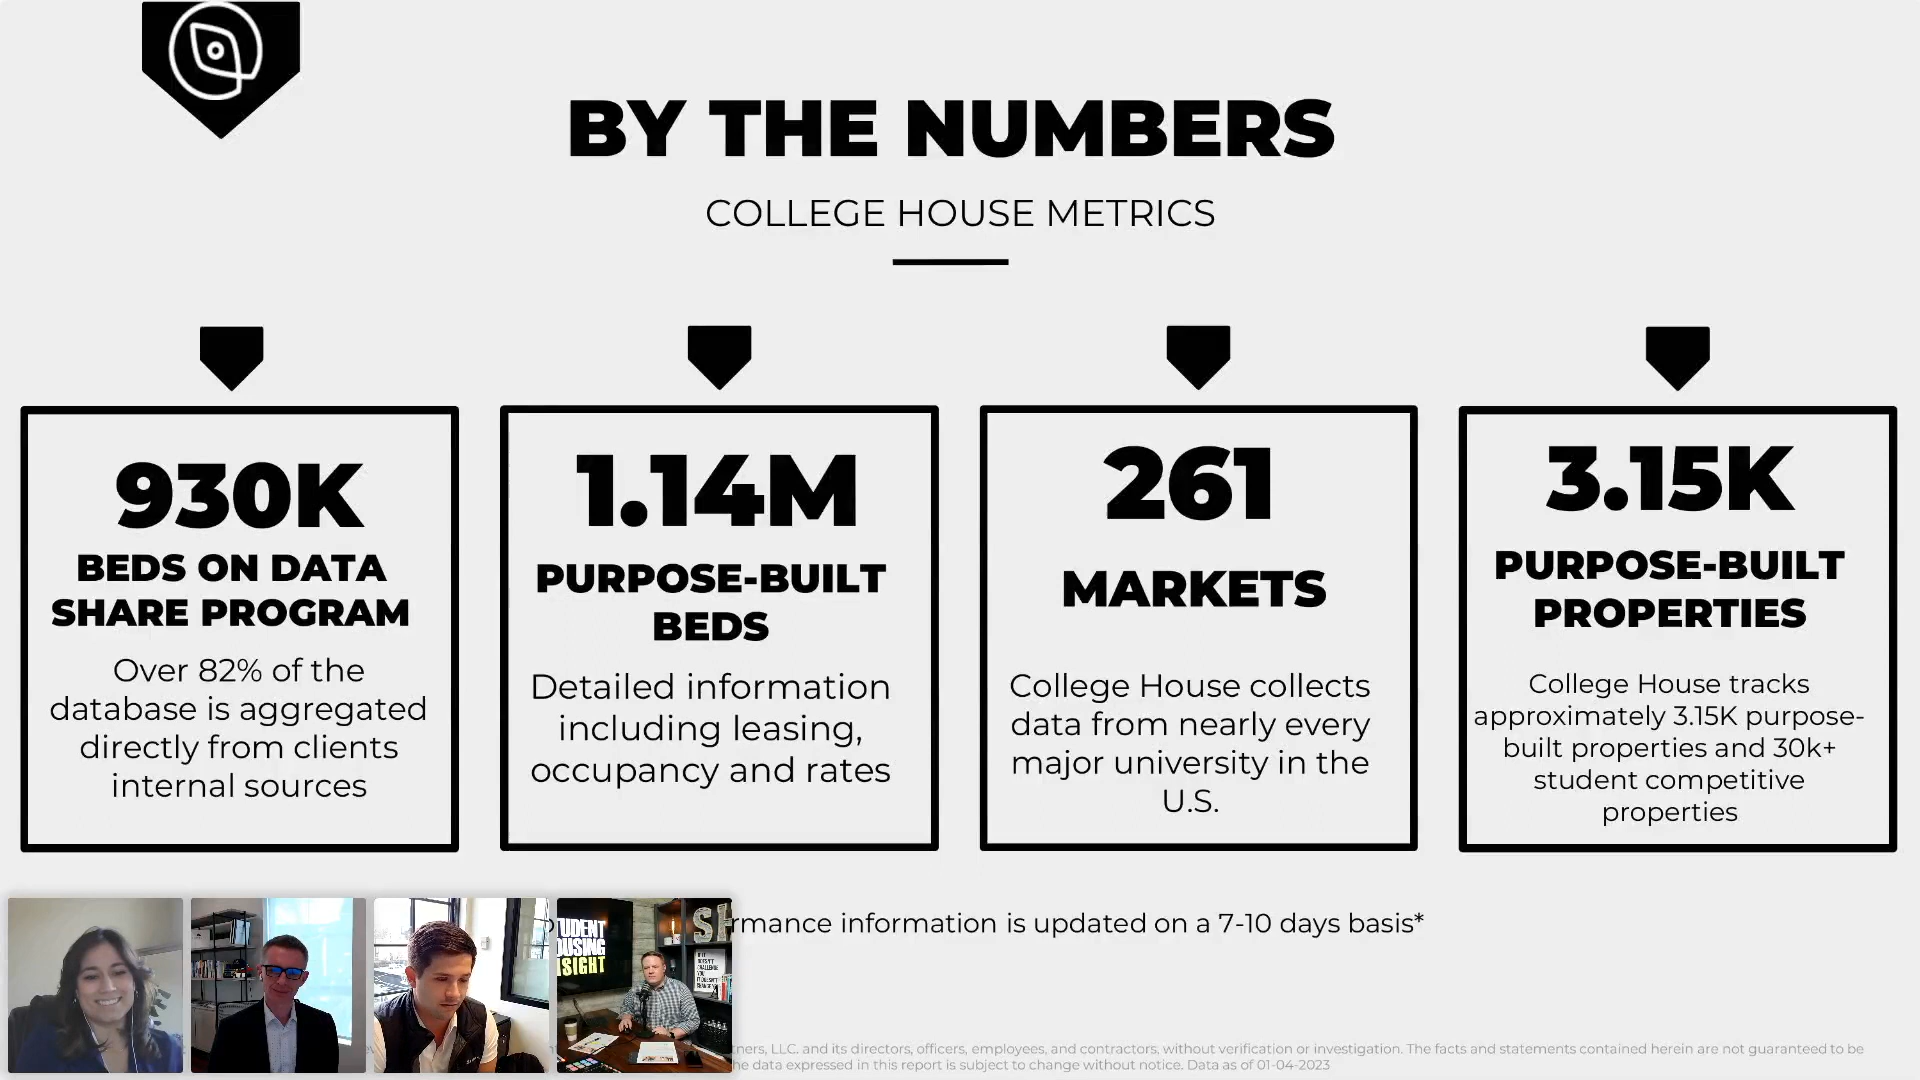 BY THE NUMBERS
COLLEGE HOUSE METRICS
930K
BEDS ON DATA
SHARE PROGRAM
Over 82% of the
database is aggregated
directly from clients
internal sources
1.14M
PURPOSE-BUILT
BEDS
Detailed information
including leasing,
occupancy and rates
261
MARKETS
College House collects
data from nearly every
major university in the
U.S.
3.15K
PURPOSE-BUILT
PROPERTIES
College House tracks
approximately 3.15K purpose-
built properties and 30k+
student competitive
properties
rmance information is updated on a 7-10 days basis*
TUDENT
OUSING
SIGHT
SH
tners, LLC. and its directors, officers, employees, and contractors, without verification or investigation. The facts and statements contained herein are not guaranteed to be
he data expressed in this report is subject to change without notice. Data as of 01-04-2023